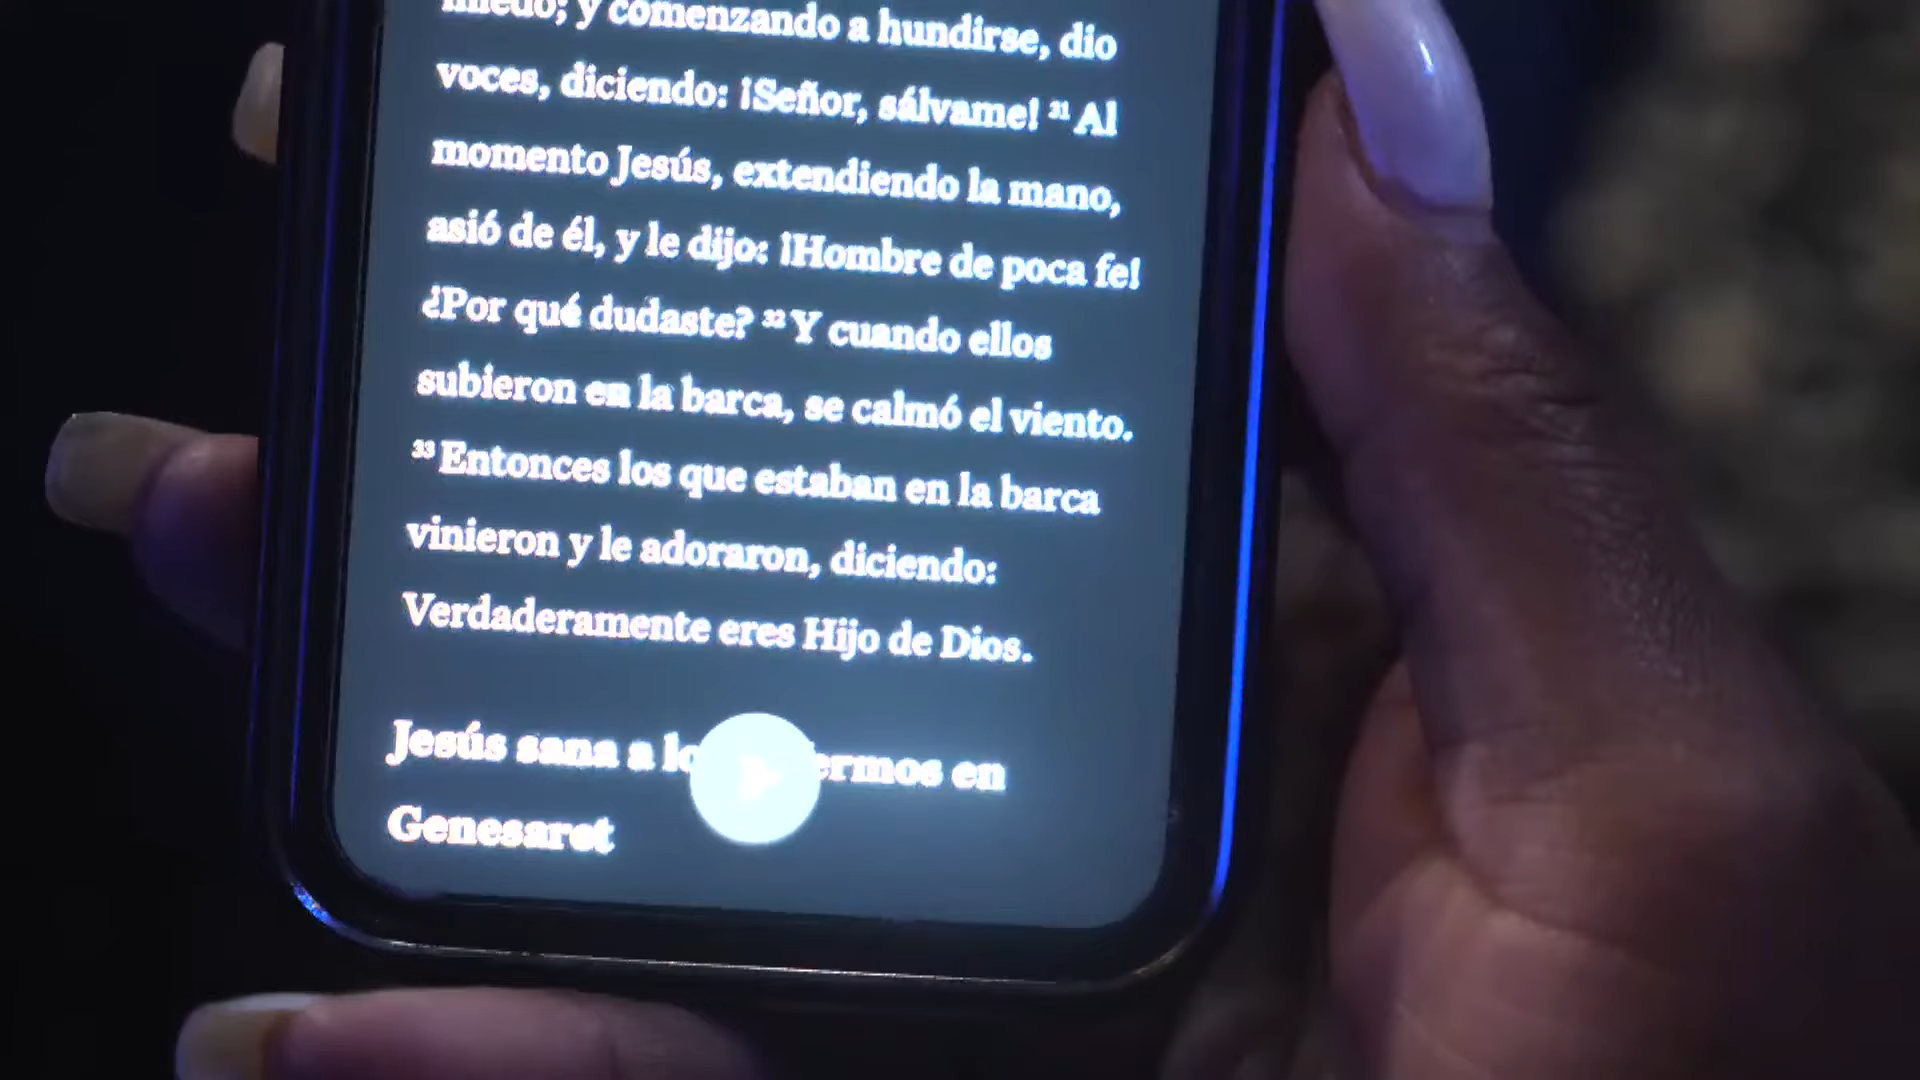 miedo; y comenzando a hundirse, dio
voces, diciendo: ¡Señor, sálvame! 31 Al
momento Jesús, extendiendo la mano,
asió de él, y le dijo: ¡Hombre de poca fe!
¿Por qué dudaste? 32 Y cuando ellos
subieron en la barca, se calmó el viento.
33 Entonces los que estaban en la barca
vinieron y le adoraron, diciendo:
Verdaderamente eres Hijo de Dios.
Jesús sana a en
Genesaret